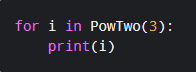 for i in PowTwo(3):
    print(i)